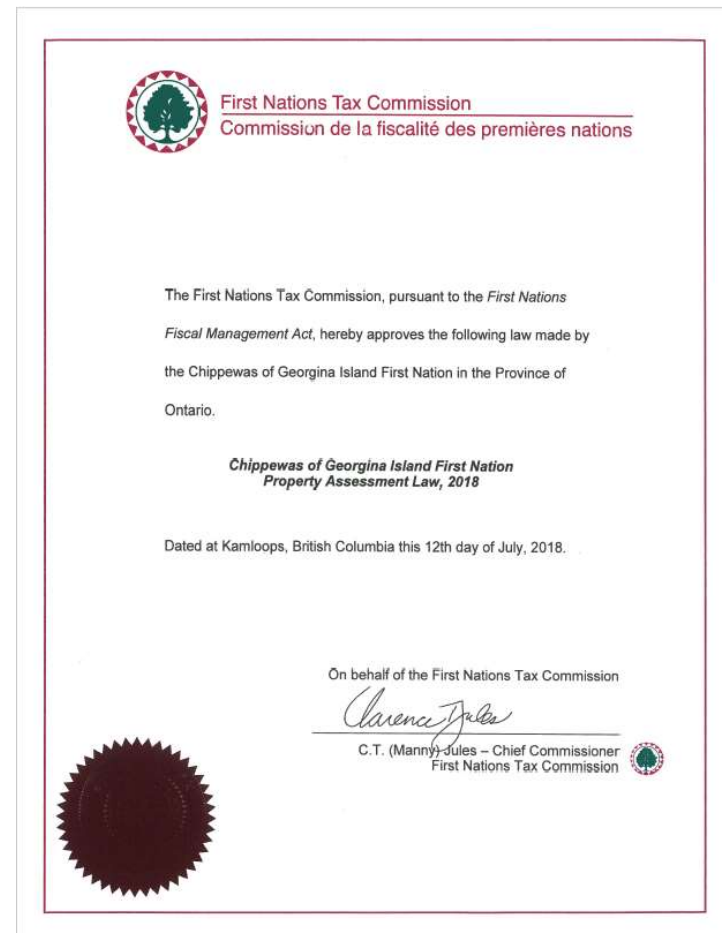 First Nations Tax Commission
Commission de la fiscalité des premières nations
The First Nations Tax Commission, pursuant to the First Nations
Fiscal Management Act, hereby approves the following law made by
the Chippewas of Georgina Island First Nation in the Province of
Ontario.
Chippewas of Georgina Island First Nation
Property Assessment Law, 2018
Dated at Kamloops, British Columbia this 12th day of July, 2018.
On behalf of the First Nations Tax Commission
Clarence Jules
C.T. (Manny) Jules – Chief Commissioner
First Nations Tax Commission